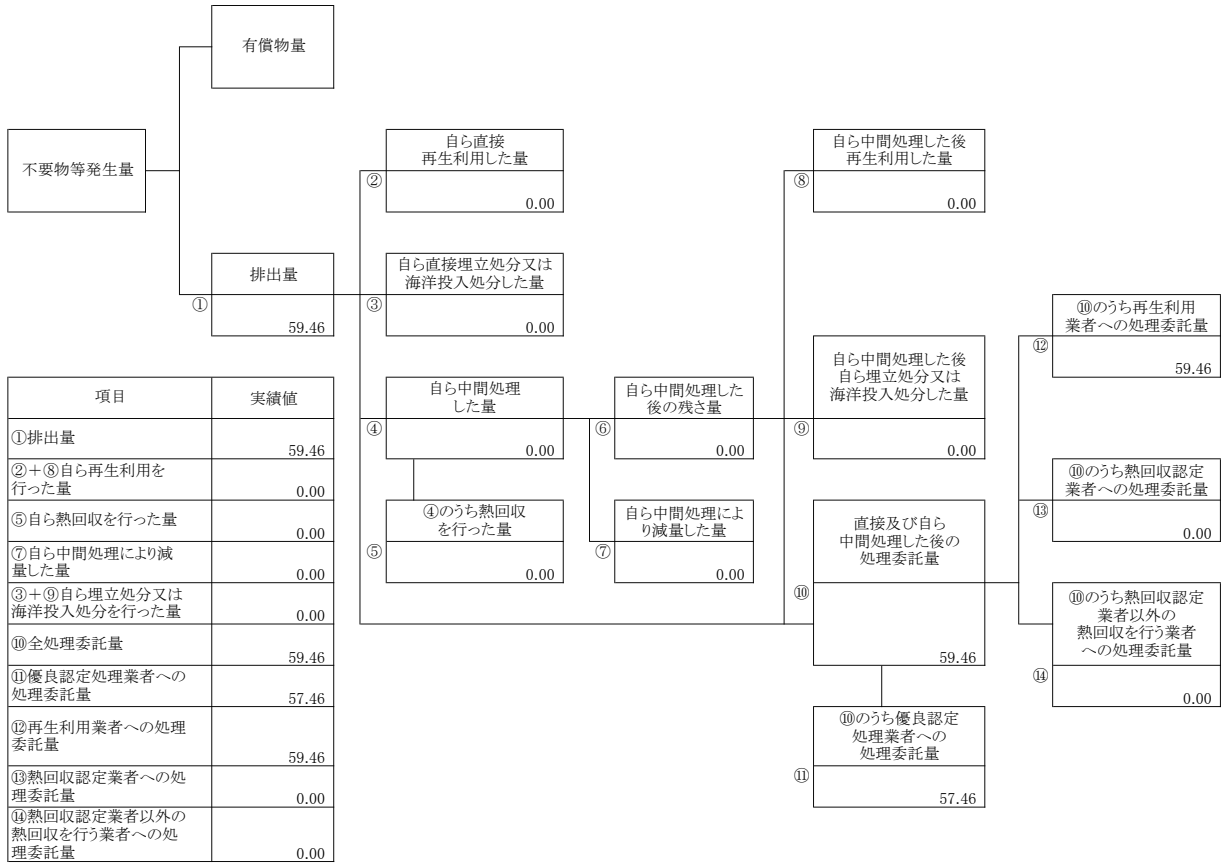 有償物量
不要物等発生量
自ら直接
再生利用した量
②
0.00
自ら中間処理した後
再生利用した量
⑧
0.00
排出量
①
59.46
自ら直接埋立処分又は
海洋投入処分した量
③
0.00
⑩のうち再生利用
業者への処理委託量
⑫
59.46
自ら中間処理
した量
④
0.00
自ら中間処理した
後の残さ量
⑥
0.00
自ら中間処理した後
自ら埋立処分又は
海洋投入処分した量
⑨
0.00
⑩のうち熱回収認定
業者への処理委託量
⑬
0.00
④のうち熱回収
を行った量
⑤
0.00
自ら中間処理によ
り減量した量
⑦
0.00
直接及び自ら
中間処理した後の
処理委託量
⑩
59.46
⑩のうち熱回収認定
業者以外の
熱回収を行う業者
への処理委託量
⑭
0.00
⑩のうち優良認定
処理業者への
処理委託量
⑪
57.46
項目 実績値
①排出量
59.46
②+⑧自ら再生利用を
行った量 0.00
⑤自ら熱回収を行った量
0.00
⑦自ら中間処理により減
量した量 0.00
③+⑨自ら埋立処分又は
海洋投入処分を行った量 0.00
⑩全処理委託量
59.46
⑪優良認定処理業者への
処理委託量 57.46
⑫再生利用業者への処理
委託量
59.46
⑬熱回収認定業者への処
理委託量 0.00
⑭熱回収認定業者以外の
熱回収を行う業者への処
理委託量 0.00